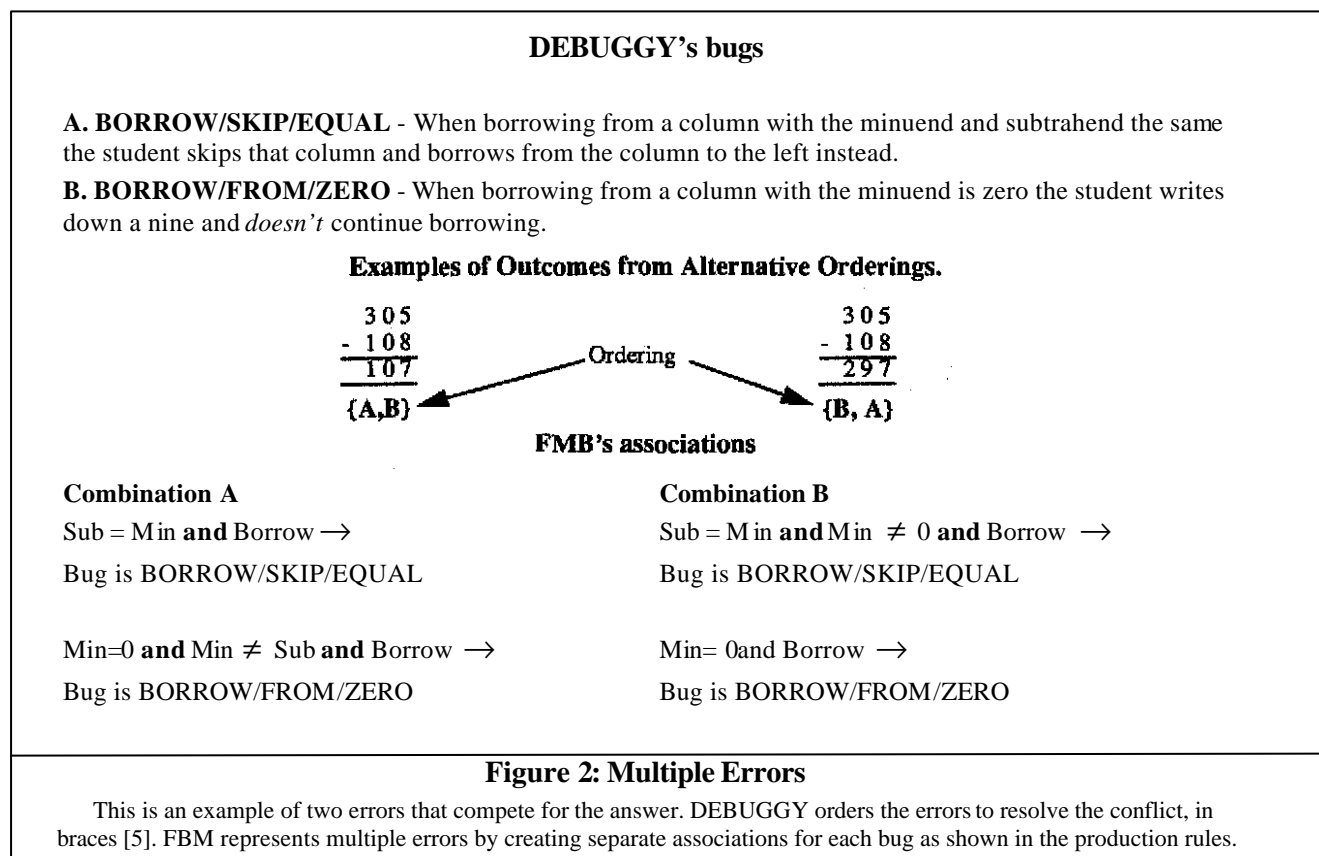 DEBUGGY's bugs
A. BORROW/SKIP/EQUAL - When borrowing from a column with the minuend and subtrahend the same
the student skips that column and borrows from the column to the left instead.
B. BORROW/FROM/ZERO - When borrowing from a column with the minuend is zero the student writes
down a nine and doesn't continue borrowing.
Examples of Outcomes from Alternative Orderings.
305 305
- 108 Ordering - 108
107 297
{A,B} {B, A}
FMB's associations
Combination A Combination B
Sub = Min and Borrow → Sub = Min and Min ≠ 0 and Borrow →
Bug is BORROW/SKIP/EQUAL Bug is BORROW/SKIP/EQUAL
Min=0 and Min ≠ Sub and Borrow → Min= 0and Borrow →
Bug is BORROW/FROM/ZERO Bug is BORROW/FROM/ZERO
Figure 2: Multiple Errors
This is an example of two errors that compete for the answer. DEBUGGY orders the errors to resolve the conflict, in
braces [5]. FBM represents multiple errors by creating separate associations for each bug as shown in the production rules.